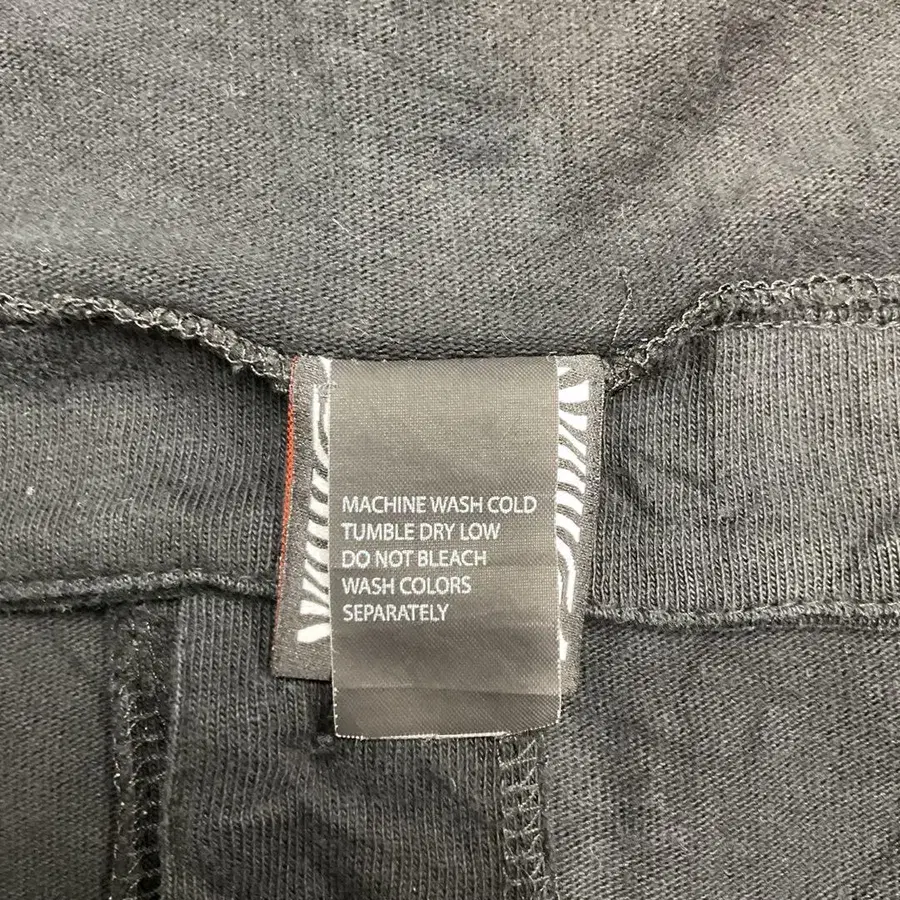 MACHINE WASH COLD
TUMBLE DRY LOW
DO NOT BLEACH
WASH COLORS
SEPARATELY